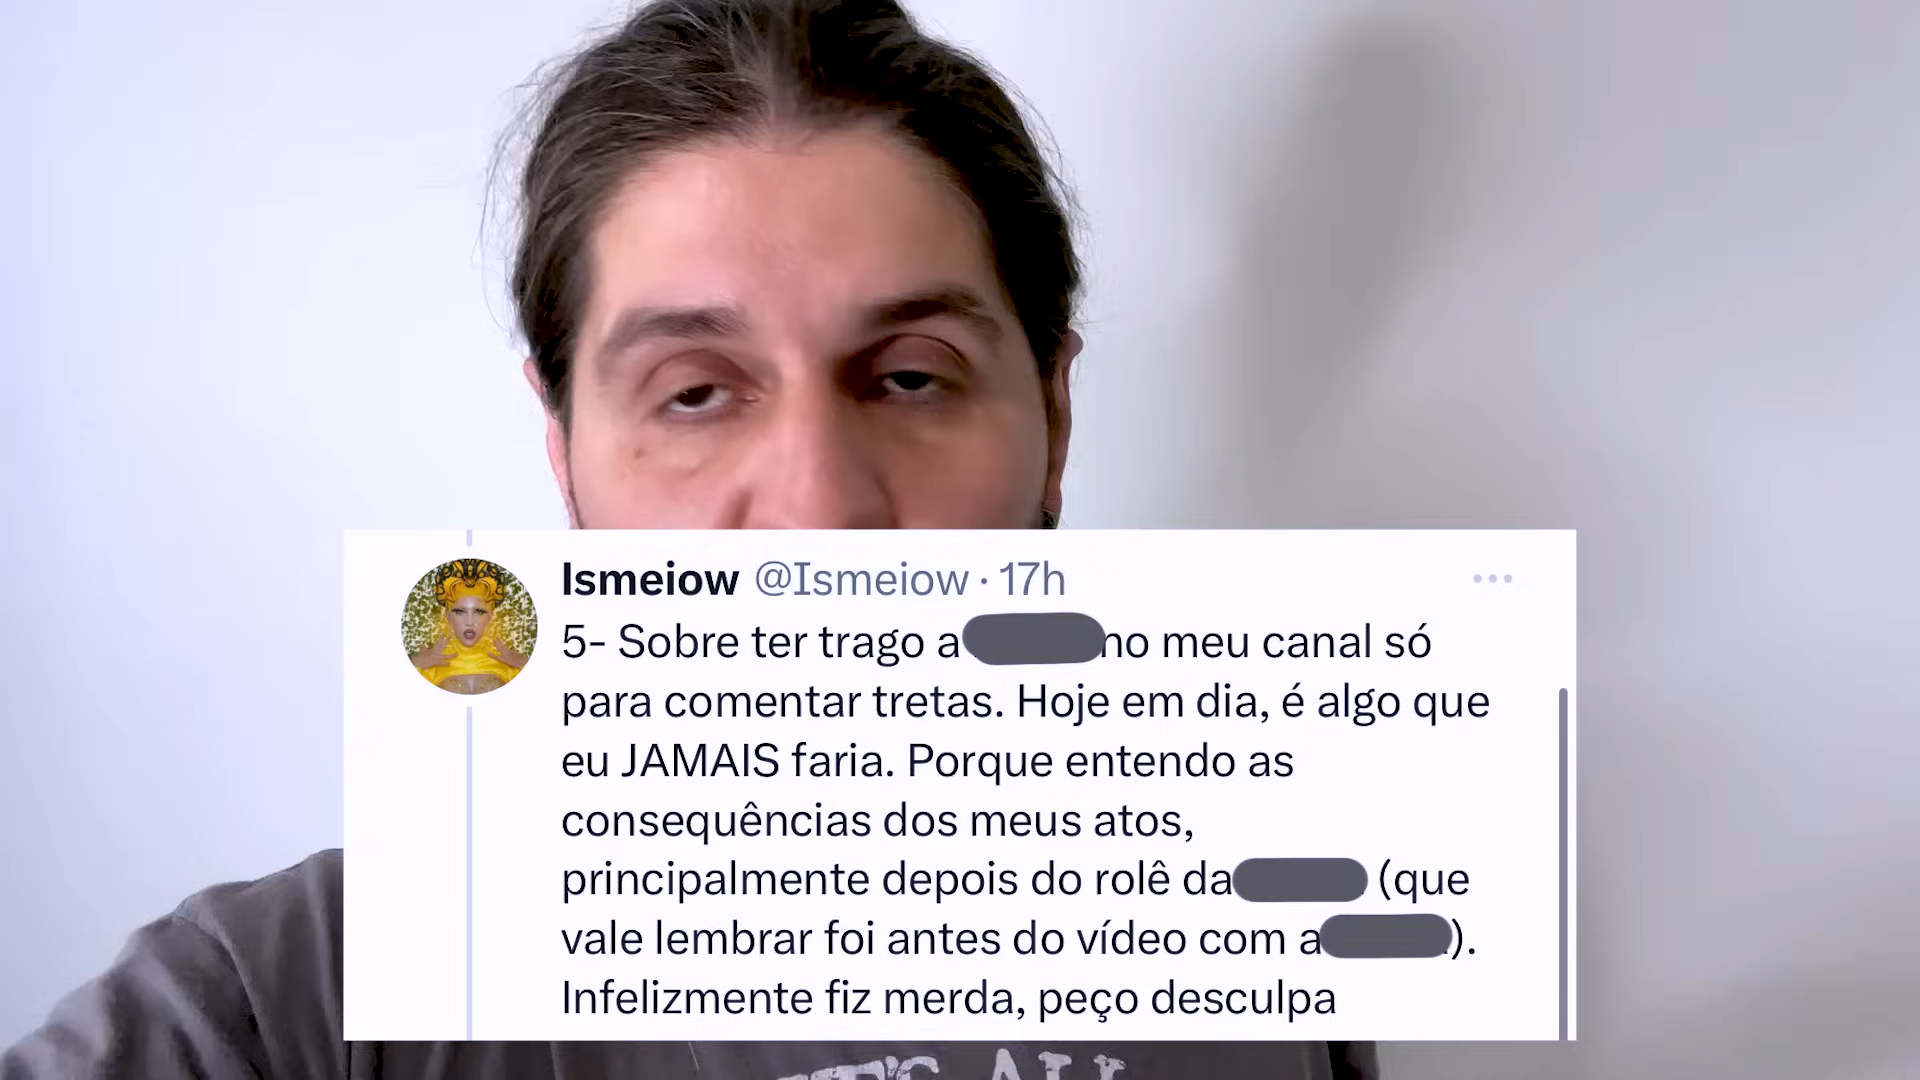 Ismeiow @Ismeiow · 17h
5- Sobre ter trago a no meu canal só
para comentar tretas. Hoje em dia, é algo que
eu JAMAIS faria. Porque entendo as
consequências dos meus atos,
principalmente depois do rolê da (que
vale lembrar foi antes do vídeo com a ).
Infelizmente fiz merda, peço desculpa